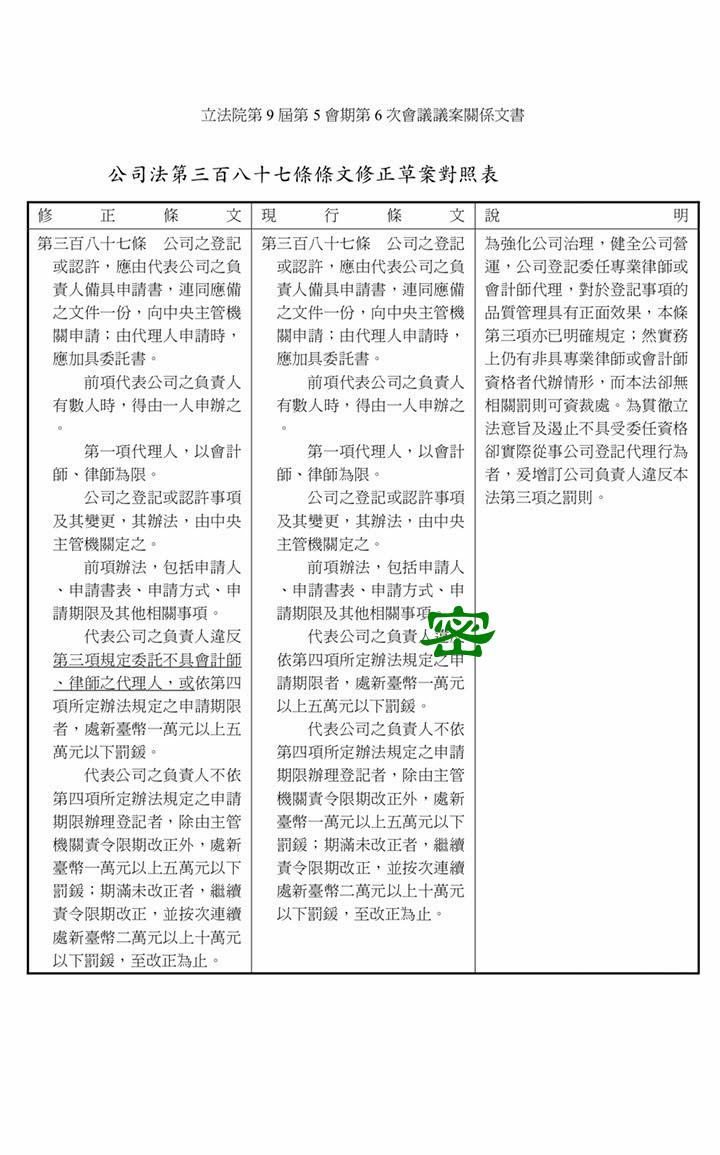 立法院第 9 屆第 5 會期第 6 次會議議案關係文書
公司法第三百八十七條條文修正草案對照表
修正條文
第三百八十七條　公司之登記
或認許，應由代表公司之負
責人備具申請書，連同應備
之文件一份，向中央主管機
關申請；由代理人申請時，
應加具委託書。
前項代表公司之負責人
有數人時，得由一人申辦之
。
第一項代理人，以會計
師、律師為限。
公司之登記或認許事項
及其變更，其辦法，由中央
主管機關定之。
前項辦法，包括申請人
、申請書表、申請方式、申
請期限及其他相關事項。
代表公司之負責人違反
第三項規定委託不具會計師
、律師之代理人，或依第四
項所定辦法規定之申請期限
者，處新臺幣一萬元以上五
萬元以下罰鍰。
代表公司之負責人不依
第四項所定辦法規定之申請
期限辦理登記者，除由主管
機關責令限期改正外，處新
臺幣一萬元以上五萬元以下
罰鍰；期滿未改正者，繼續
責令限期改正，並按次連續
處新臺幣二萬元以上十萬元
以下罰鍰，至改正為止。
現行條文
第三百八十七條　公司之登記
或認許，應由代表公司之負
責人備具申請書，連同應備
之文件一份，向中央主管機
關申請；由代理人申請時，
應加具委託書。
前項代表公司之負責人
有數人時，得由一人申辦之
。
第一項代理人，以會計
師、律師為限。
公司之登記或認許事項
及其變更，其辦法，由中央
主管機關定之。
前項辦法，包括申請人
、申請書表、申請方式、申
請期限及其他相關事項。
密
代表公司之負責人
依第四項所定辦法規定之申
請期限者，處新臺幣一萬元
以上五萬元以下罰鍰。
代表公司之負責人不依
第四項所定辦法規定之申請
期限辦理登記者，除由主管
機關責令限期改正外，處新
臺幣一萬元以上五萬元以下
罰鍰；期滿未改正者，繼續
責令限期改正，並按次連續
處新臺幣二萬元以上十萬元
以下罰鍰，至改正為止。
說明
為強化公司治理，健全公司營
運，公司登記委任專業律師或
會計師代理，對於登記事項的
品質管理具有正面效果，本條
第三項亦已明確規定；然實務
上仍有非具專業律師或會計師
資格者代辦情形，而本法卻無
相關罰則可資裁處。為貫徹立
法意旨及遏止不具受委任資格
卻實際從事公司登記代理行為
者，爰增訂公司負責人違反本
法第三項之罰則。